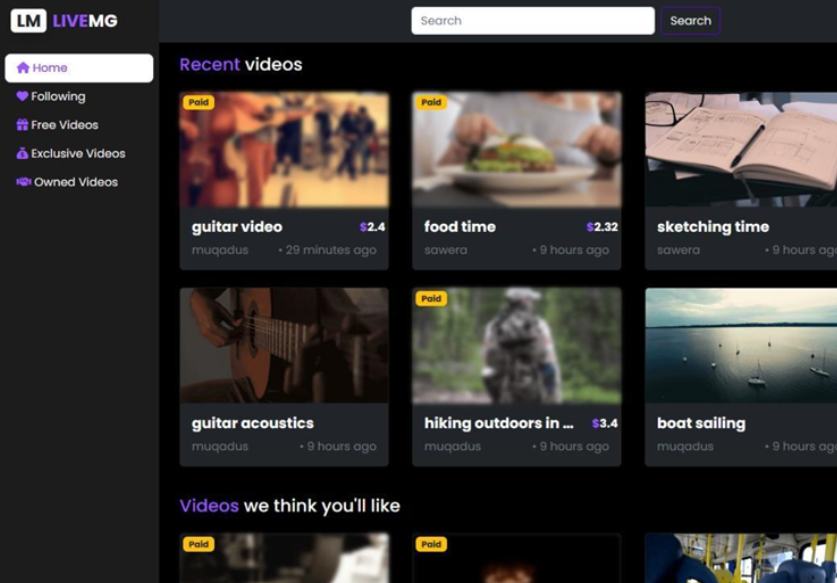 LM LIVEMG
Search
Search
Home
Following
Free Videos
Exclusive Videos
Owned Videos
Recent videos
Paid
Paid
guitar video $2.4
muqadus • 29 minutes ago
food time $2.32
sawera • 9 hours ago
sketching time
sawera • 9 hours ago
guitar acoustics
muqadus • 9 hours ago
Paid
hiking outdoors in ... $3.4
muqadus • 9 hours ago
boat sailing
muqadus • 9 hours ago
Videos we think you'll like
Paid
Paid